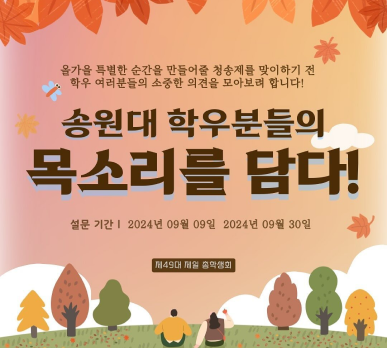 올가을 특별한 순간을 만들어줄 청송제를 맞이하기 전
학우 여러분들의 소중한 의견을 모아보려 합니다!
송원대 학우분들의
목소리를 담다!
설문 기간 | 2024년 09월 09일 2024년 09월 30일
제49대 제일 총학생회